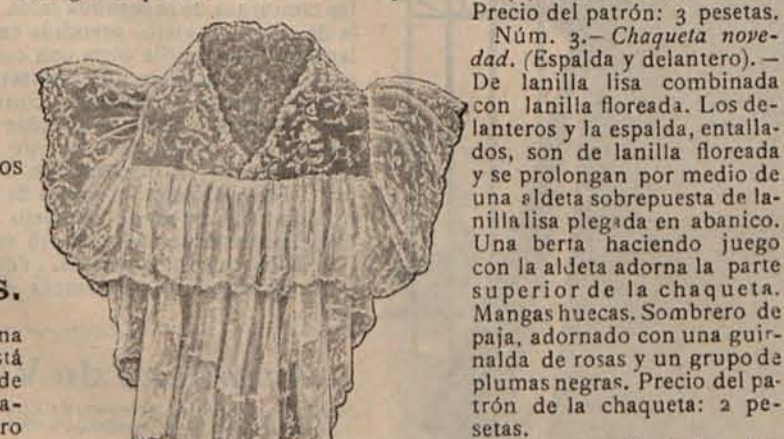 os
S.
na
stá
de
a-
ro
Precio del patrón: 3 pesetas.
Núm. 3.— Chaqueta nove-
dad. (Espalda y delantero). —
De lanilla lisa combinada
con lanilla floreada. Los de-
lanteros y la espalda, entalla-
dos, son de lanilla floreada
y se prolongan por medio de
una aldeta sobrepuesta de la-
nilla lisa plegada en abanico.
Una berta haciendo juego
con la aldeta adorna la parte
superior de la chaqueta.
Mangas huecas. Sombrero de
paja, adornado con una guir-
nalda de rosas y un grupo de
plumas negras. Precio del pa-
trón de la chaqueta: 2 pe-
setas.